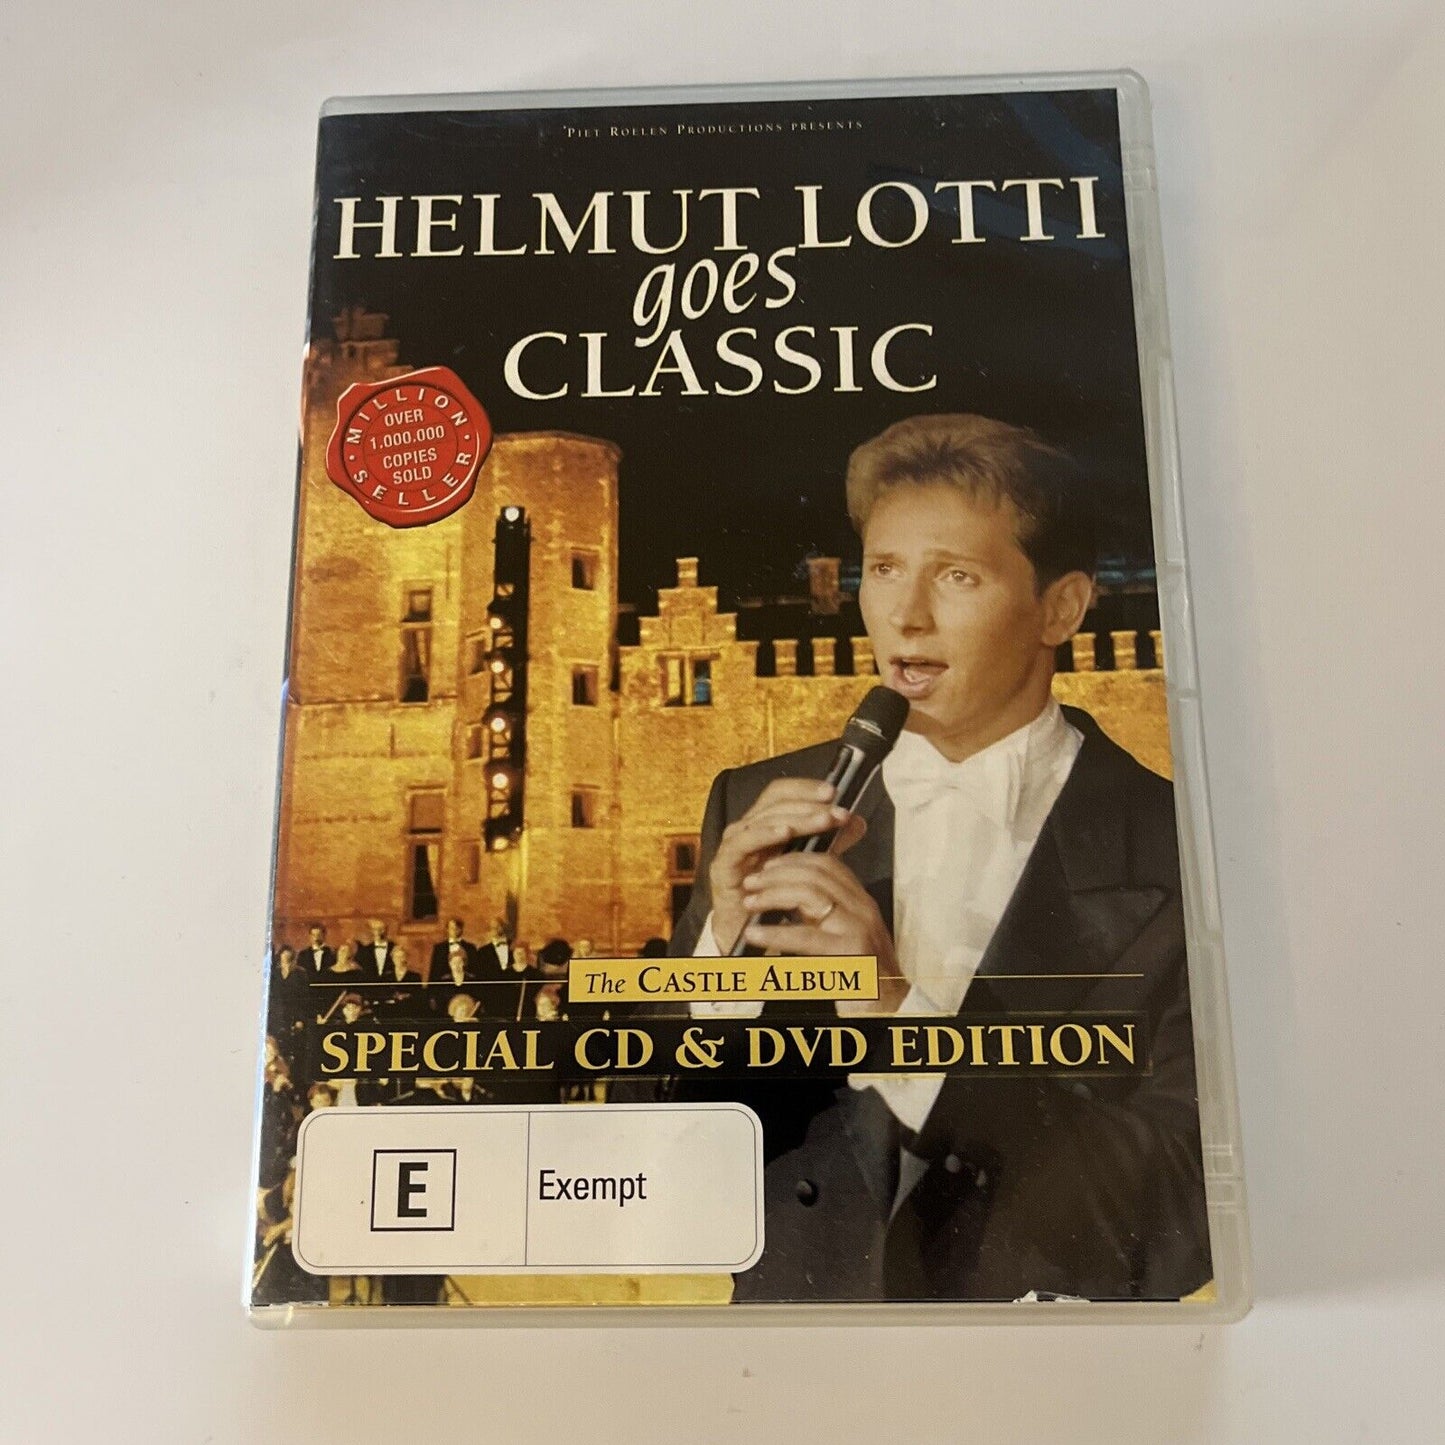 PIET ROELEN PRODUCTIONS PRESENTS
HELMUT LOTTI
goes
CLASSIC
MILLION
OVER
1.000.000
COPIES
SOLD
SELLER
The CASTLE ALBUM
SPECIAL CD & DVD EDITION
E
Exempt